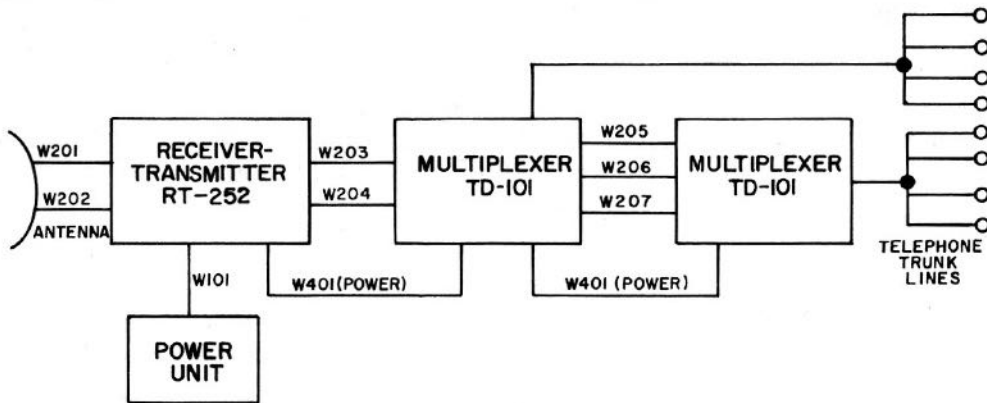 W201
W202
ANTENNA
RECEIVER-
TRANSMITTER
RT-252
W203
W204
MULTIPLEXER
TD-101
W205
W206
W207
MULTIPLEXER
TD-101
TELEPHONE
TRUNK
LINES
W101
W401(POWER)
W401 (POWER)
POWER
UNIT